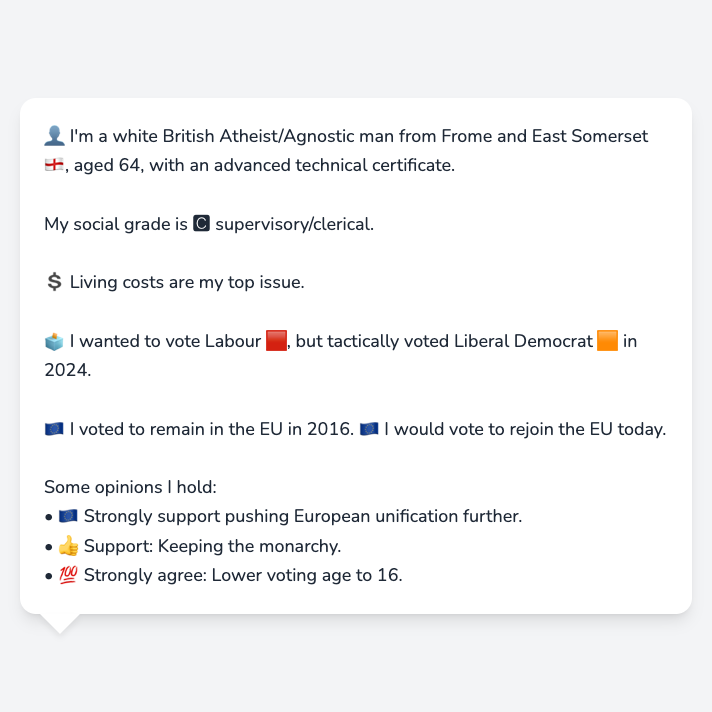 👤 I'm a white British Atheist/Agnostic man from Frome and East Somerset
🏴󠁧󠁢󠁥󠁮󠁧󠁿, aged 64, with an advanced technical certificate.
My social grade is 🅲 supervisory/clerical.
💲 Living costs are my top issue.
🗳️ I wanted to vote Labour 🟥, but tactically voted Liberal Democrat 🟧 in
2024.
🇪🇺 I voted to remain in the EU in 2016. 🇪🇺 I would vote to rejoin the EU today.
Some opinions I hold:
• 🇪🇺 Strongly support pushing European unification further.
• 👍 Support: Keeping the monarchy.
• 💯 Strongly agree: Lower voting age to 16.